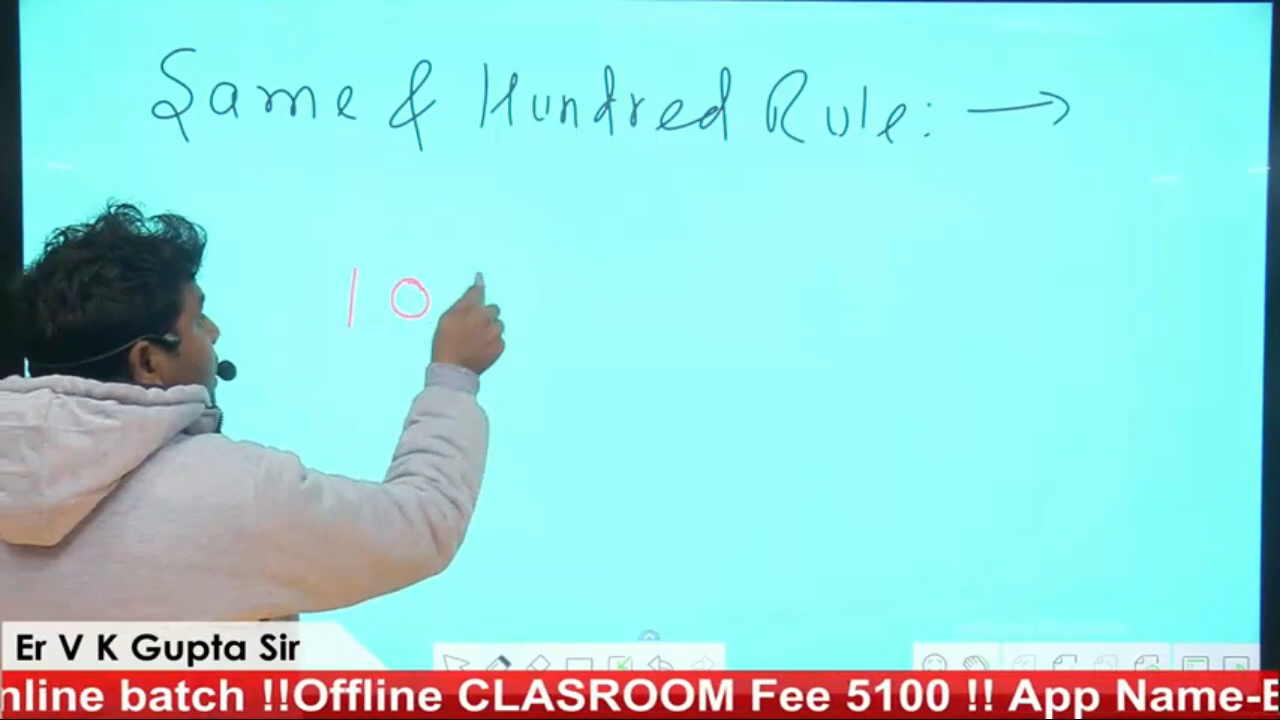 Same & Hundred Rule: →
10
Er V K Gupta Sir
nline batch !!Offline CLASROOM Fee 5100 !! App Name-E